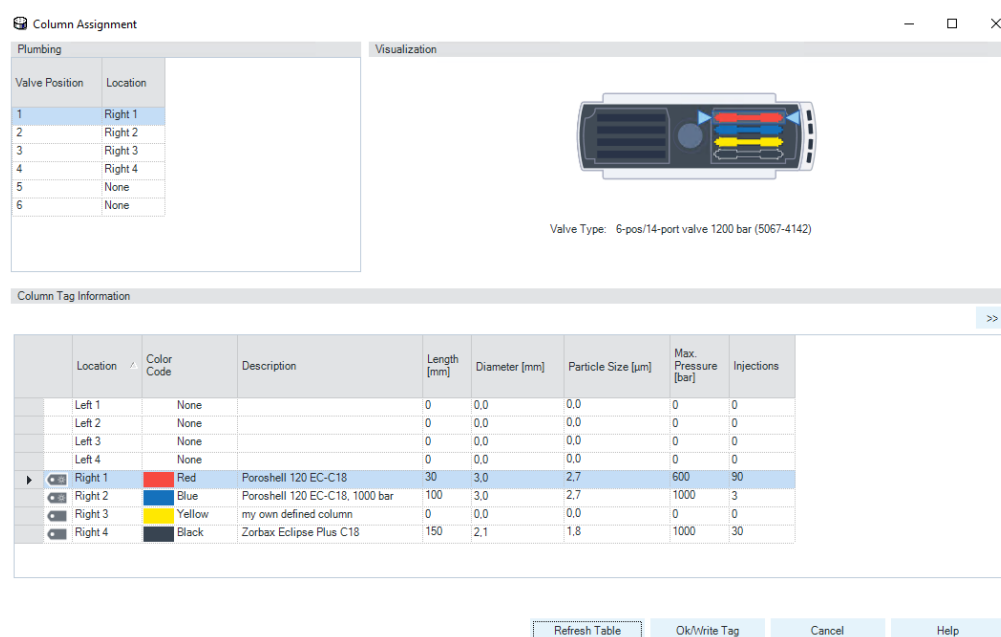 Column Assignment
Plumbing
Visualization
Valve Position Location
1 Right 1
2 Right 2
3 Right 3
4 Right 4
5 None
6 None
Valve Type: 6-pos/14-port valve 1200 bar (5067-4142)
Column Tag Information
>>
Location Color Code Description Length [mm] Diameter [mm] Particle Size [µm] Max. Pressure [bar] Injections
Left 1 None 0 0,0 0,0 0 0
Left 2 None 0 0,0 0,0 0 0
Left 3 None 0 0,0 0,0 0 0
Left 4 None 0 0,0 0,0 0 0
Right 1 Red Poroshell 120 EC-C18 30 3,0 2,7 600 90
Right 2 Blue Poroshell 120 EC-C18, 1000 bar 100 3,0 2,7 1000 3
Right 3 Yellow my own defined column 0 0,0 0,0 0 0
Right 4 Black Zorbax Eclipse Plus C18 150 2,1 1,8 1000 30
Refresh Table Ok/Write Tag Cancel Help